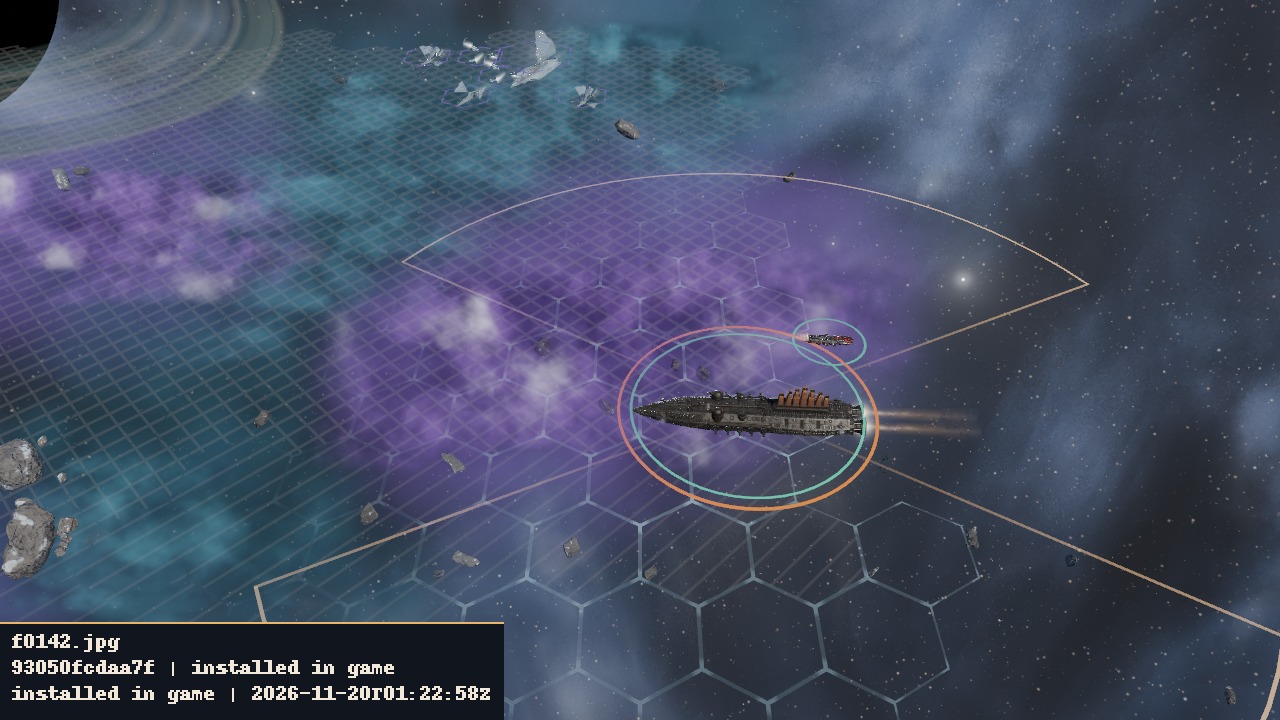 f0142.jpg
93050fcdaa7f | installed in game
installed in game | 2026-11-20T01:22:58Z